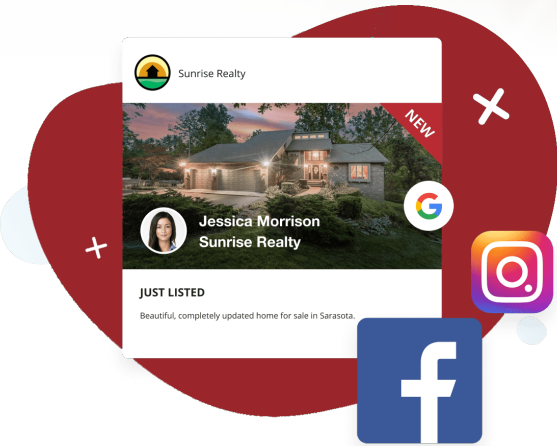 Sunrise Realty
NEW
Jessica Morrison
Sunrise Realty
JUST LISTED
Beautiful, completely updated home for sale in Sarasota.